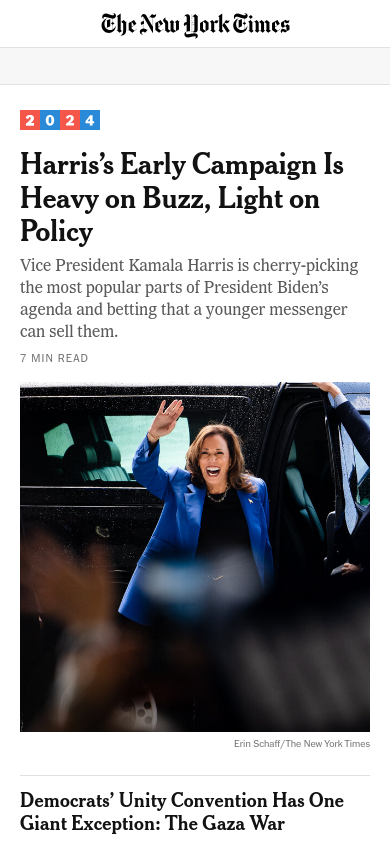 The New York Times
2024
Harris’s Early Campaign Is
Heavy on Buzz, Light on
Policy
Vice President Kamala Harris is cherry-picking
the most popular parts of President Biden’s
agenda and betting that a younger messenger
can sell them.
7 MIN READ
Erin Schaff/The New York Times
Democrats’ Unity Convention Has One
Giant Exception: The Gaza War